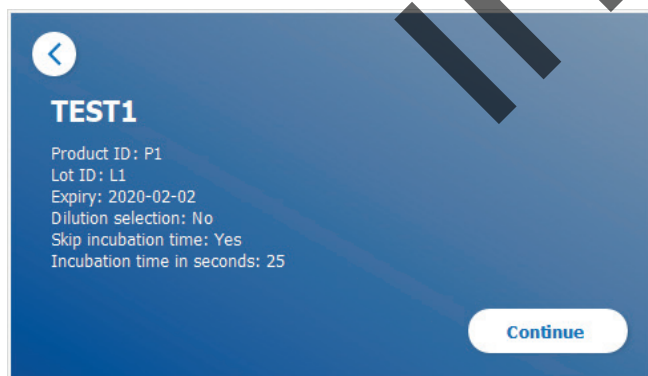 TEST1
Product ID: P1
Lot ID: L1
Expiry: 2020-02-02
Dilution selection: No
Skip incubation time: Yes
Incubation time in seconds: 25
Continue